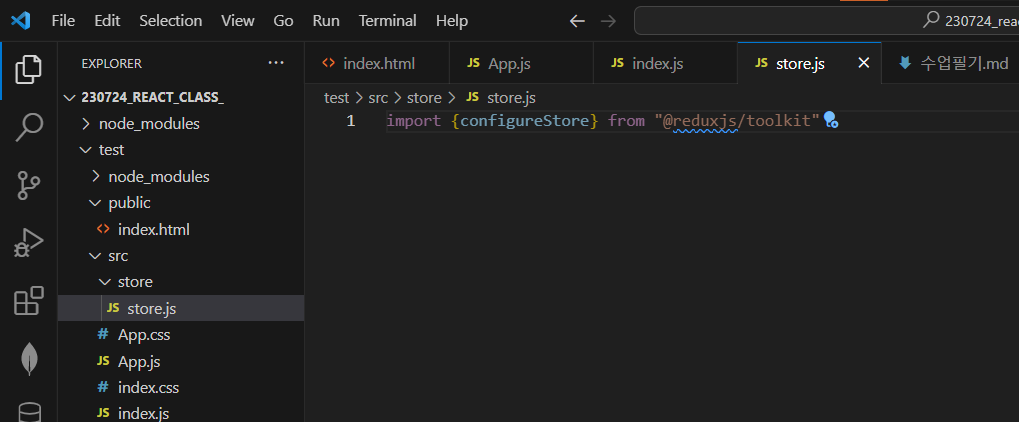 File Edit Selection View Go Run Terminal Help 230724_rea
EXPLORER ··· <> index.html JS App.js JS index.js JS store.js × 수업필기.md
230724_REACT_CLASS_
test > src > store > JS store.js
node_modules
1 import {configureStore} from "@reduxjs/toolkit"
test
node_modules
public
<> index.html
src
store
JS store.js
# App.css
JS App.js
# index.css
JS index.js